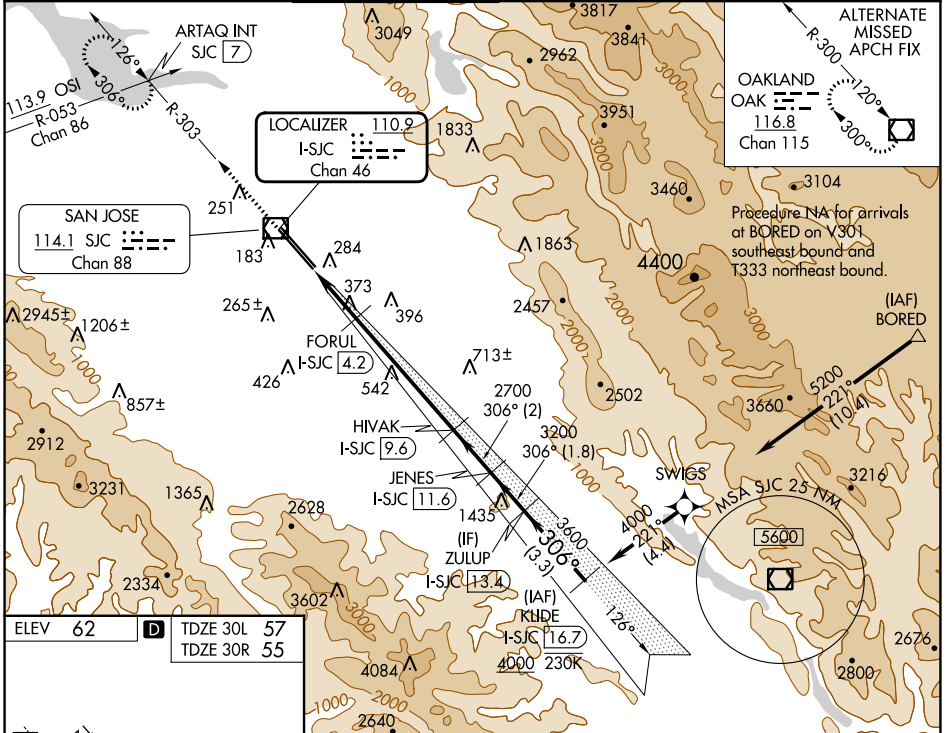 3049
3817
3841
2962
3951
1000
3000
ARTAQ INT
SJC 7
126°
306°
113.9 OSI
R-053
Chan 86
R-303
LOCALIZER 110.9
I-SJC
Chan 46
1833
ALTERNATE
MISSED
APCH FIX
R-300
OAKLAND
OAK
116.8
Chan 115
120°
300°
251
SAN JOSE
114.1 SJC
Chan 88
183
284
3460
3104
Procedure NA for arrivals
at BORED on V301
southeast bound and
T333 northeast bound.
1863
4400
2945±
1206±
265±
373
396
2457
2000
1000
3000
(IAF)
BORED
FORUL
I-SJC 4.2
426
542
713±
1000
857±
2502
3660
5200
221°
(10.4)
2912
2700
306° (2)
HIVAK
I-SJC 9.6
3200
306° (1.8)
JENES
I-SJC 11.6
3231
1365
2628
1435
1000
SWIGS
3216
MSA SJC 25 NM
5600
4000
221°
(4.4)
3600
306°
(3.3)
(IF)
ZULUP
I-SJC 13.4
2334
3602
3000
(IAF)
KLIDE
I-SJC 16.7
4000 230K
126°
ELEV 62
D
TDZE 30L 57
TDZE 30R 55
4084
1000
2000
2640
2676
2800
1000